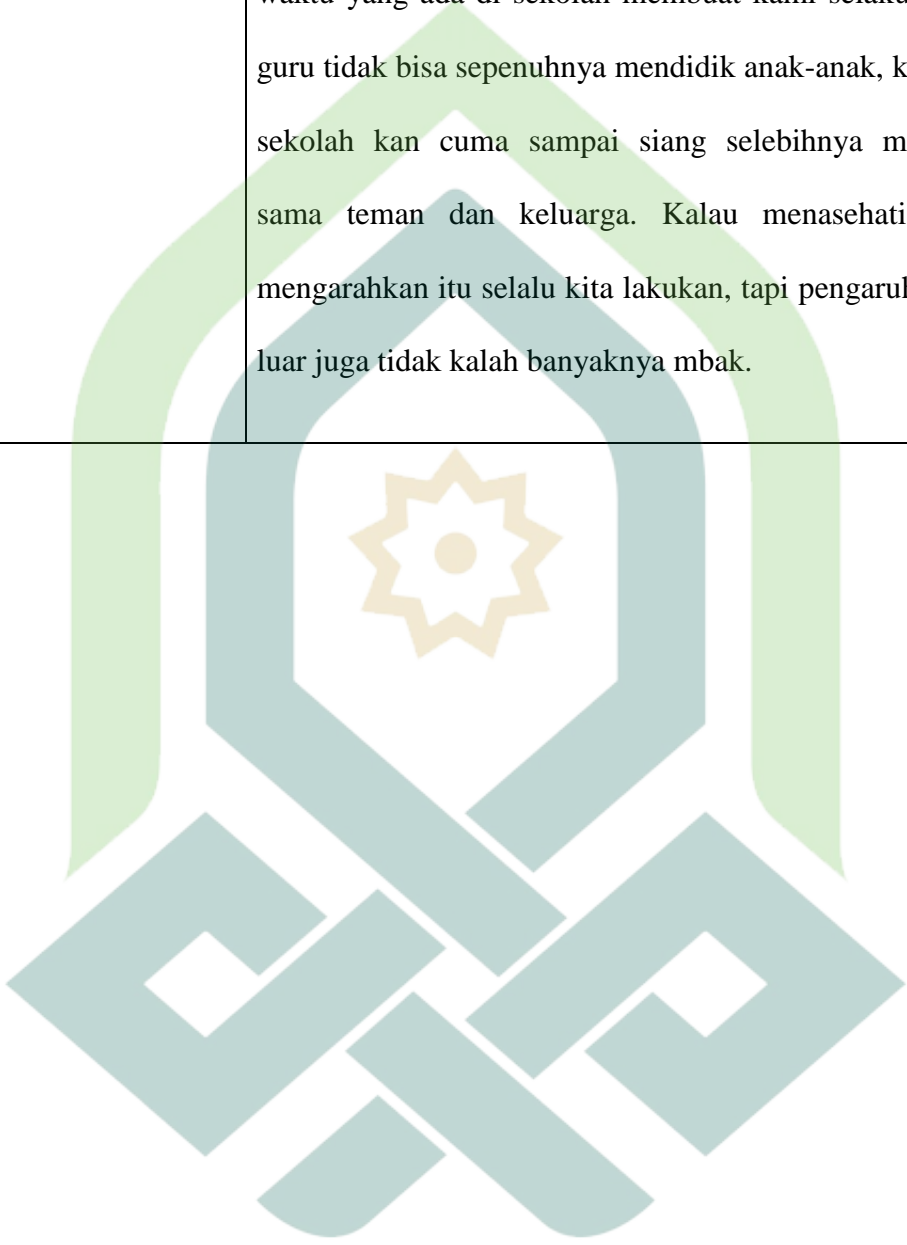 waktu yang ada di sekolah membuat kami selaku
guru tidak bisa sepenuhnya mendidik anak-anak, k
sekolah kan cuma sampai siang selebihnya m
sama teman dan keluarga. Kalau menasehati
mengarahkan itu selalu kita lakukan, tapi pengaruh
luar juga tidak kalah banyaknya mbak.